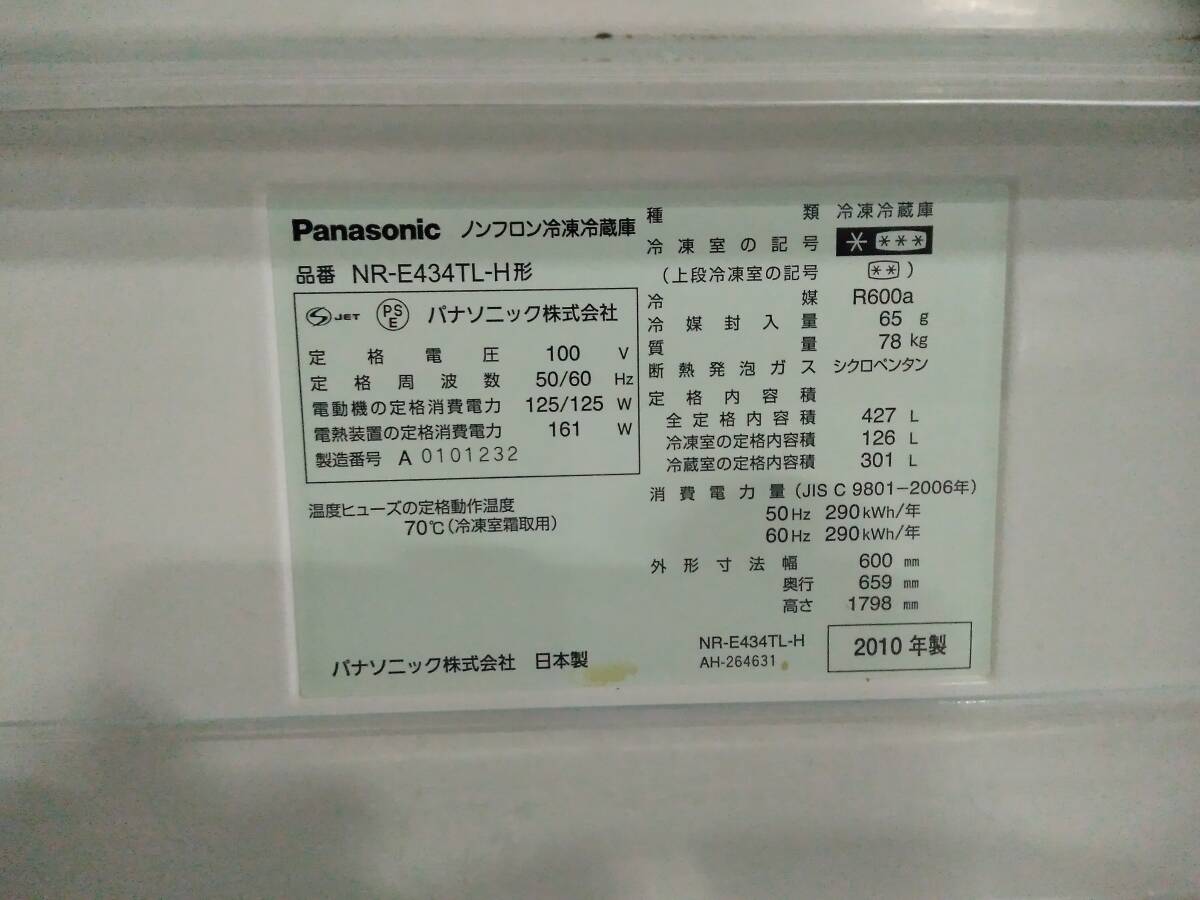 Panasonic ノンフロン冷凍冷蔵庫
品番 NR-E434TL-H形
JET PSE パナソニック株式会社
定格電圧 100 V
定格周波数 50/60 Hz
電動機の定格消費電力 125/125 W
電熱装置の定格消費電力 161 W
製造番号 A 0101232
温度ヒューズの定格動作温度
70℃(冷凍室霜取用)
パナソニック株式会社 日本製
種類 冷凍冷蔵庫
冷凍室の記号 * ***
(上段冷凍室の記号 ** )
冷媒 R600a
冷媒封入量 65 g
質量 78 kg
断熱発泡ガス シクロペンタン
定格内容積
全定格内容積 427 L
冷凍室の定格内容積 126 L
冷蔵室の定格内容積 301 L
消費電力量(JIS C 9801-2006年)
50Hz 290kWh/年
60Hz 290kWh/年
外形寸法幅 600 mm
奥行 659 mm
高さ 1798 mm
NR-E434TL-H
AH-264631
2010年製